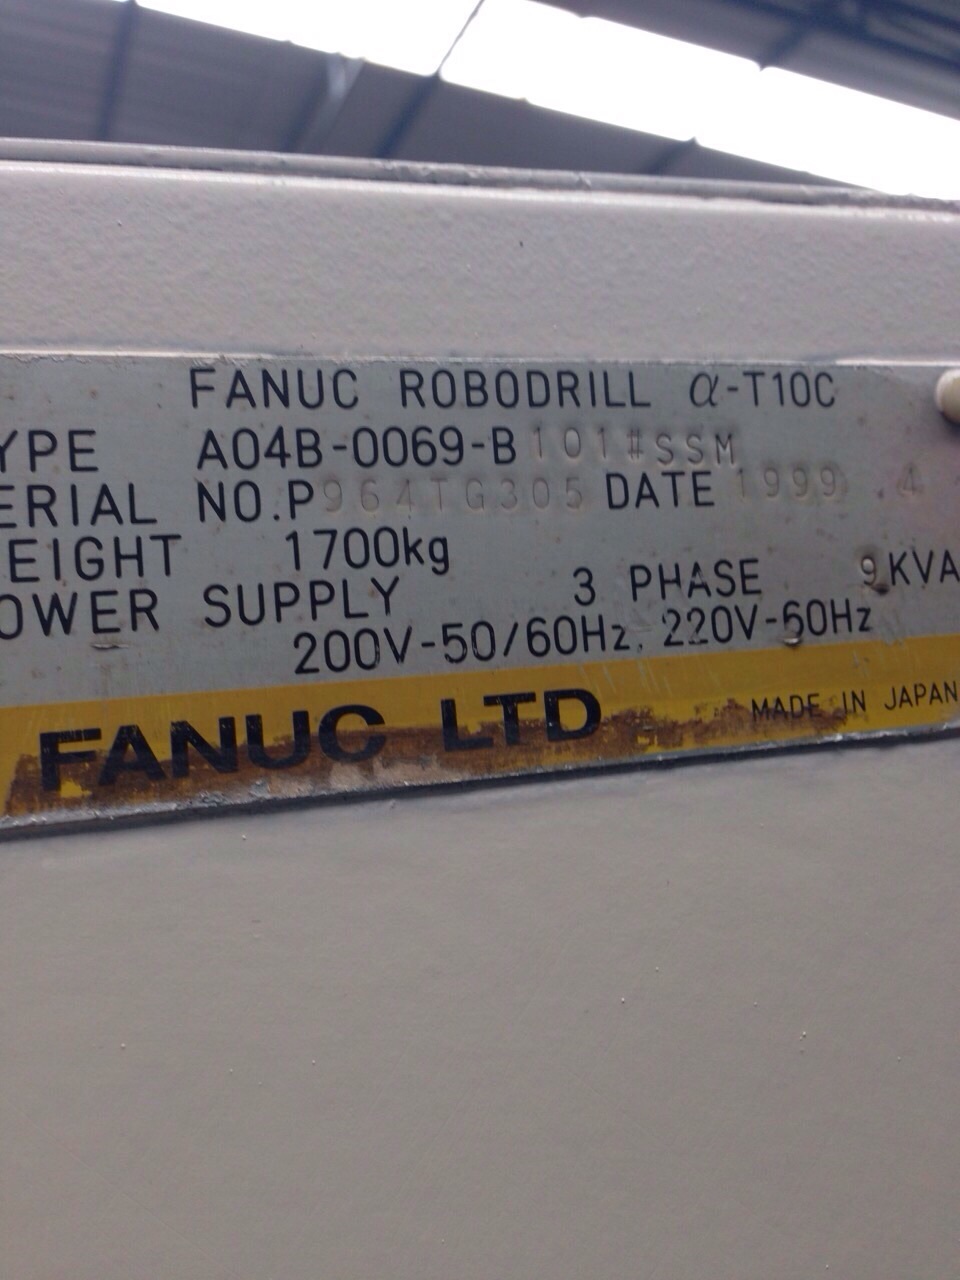 FANUC ROBODRILL α-T10C
YPE A04B-0069-B101#SSM
ERIAL NO.P964TG305 DATE 1999.4
EIGHT 1700kg
OWER SUPPLY 3 PHASE 9KVA
200V-50/60Hz, 220V-60Hz
FANUC LTD MADE IN JAPAN